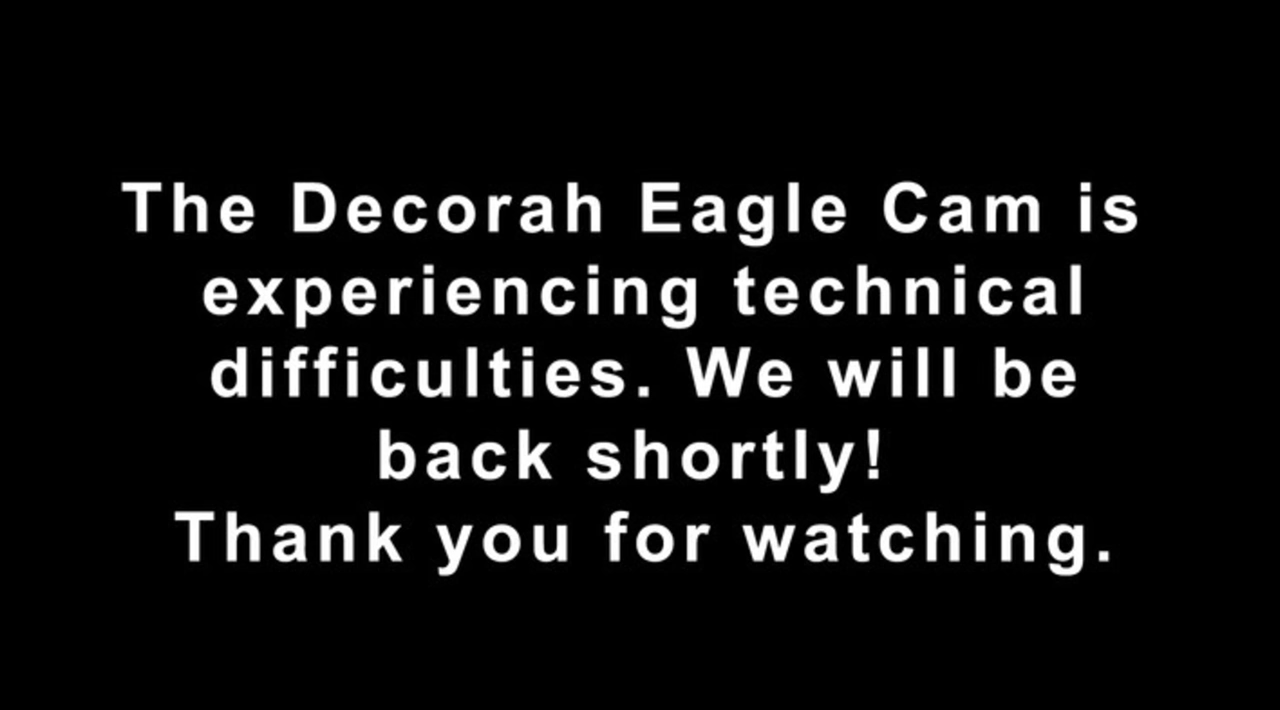 The Decorah Eagle Cam is
experiencing technical
difficulties. We will be
back shortly!
Thank you for watching.